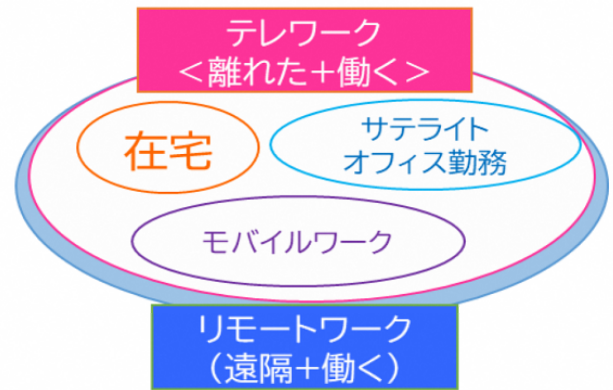 テレワーク
＜離れた＋働く＞
在宅
サテライト
オフィス勤務
モバイルワーク
リモートワーク
（遠隔＋働く）